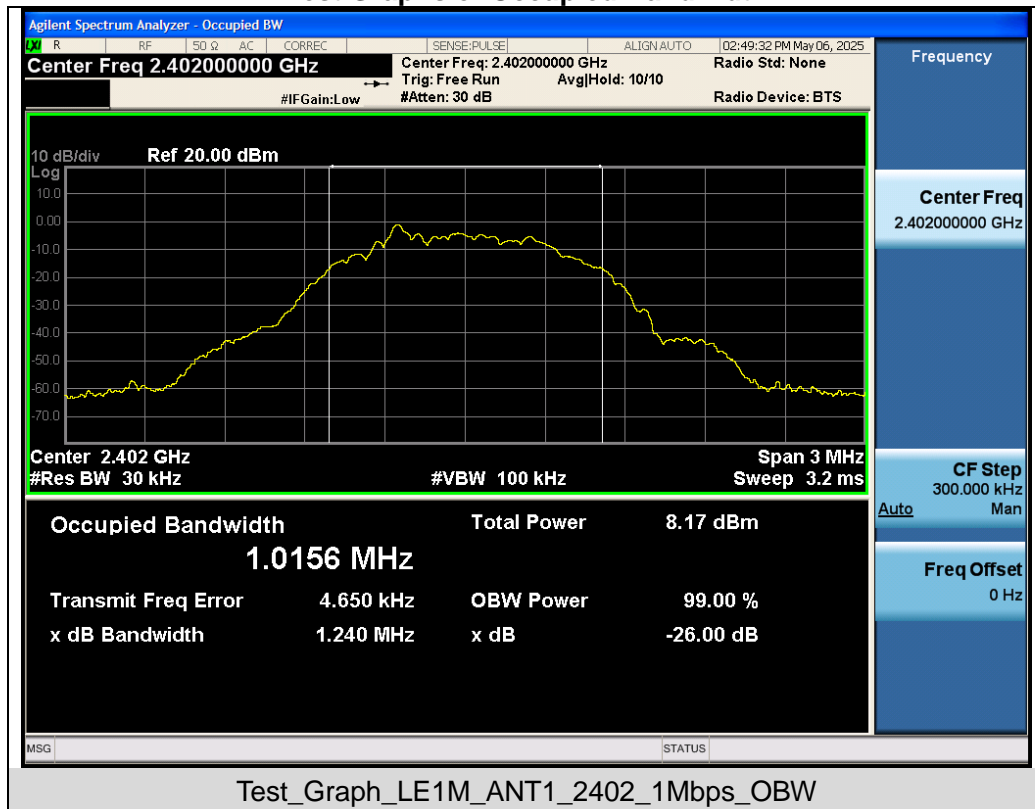 Agilent Spectrum Analyzer - Occupied BW
LXI R RF 50 Ω AC CORREC SENSE:PULSE ALIGN AUTO 02:49:32 PM May 06, 2025
Center Freq 2.402000000 GHz Center Freq: 2.402000000 GHz Radio Std: None
Trig: Free Run Avg|Hold: 10/10
#IFGain:Low #Atten: 30 dB Radio Device: BTS
10 dB/div Ref 20.00 dBm
Log
10.0
0.00
-10.0
-20.0
-30.0
-40.0
-50.0
-60.0
-70.0
Center 2.402 GHz Span 3 MHz
#Res BW 30 kHz #VBW 100 kHz Sweep 3.2 ms
Occupied Bandwidth Total Power 8.17 dBm
1.0156 MHz
Transmit Freq Error 4.650 kHz OBW Power 99.00 %
x dB Bandwidth 1.240 MHz x dB -26.00 dB
MSG STATUS
Frequency
Center Freq
2.402000000 GHz
CF Step
300.000 kHz
Auto Man
Freq Offset
0 Hz
Test_Graph_LE1M_ANT1_2402_1Mbps_OBW